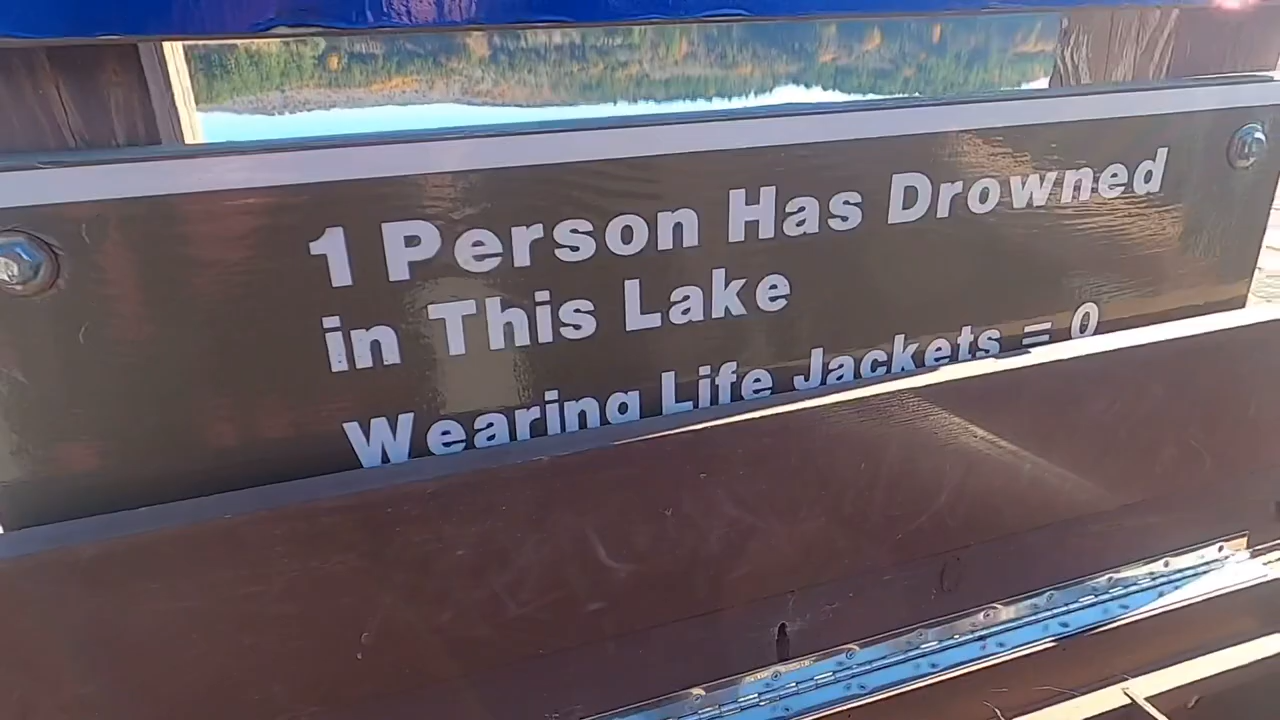 1 Person Has Drowned
in This Lake
Wearing Life Jackets = 0